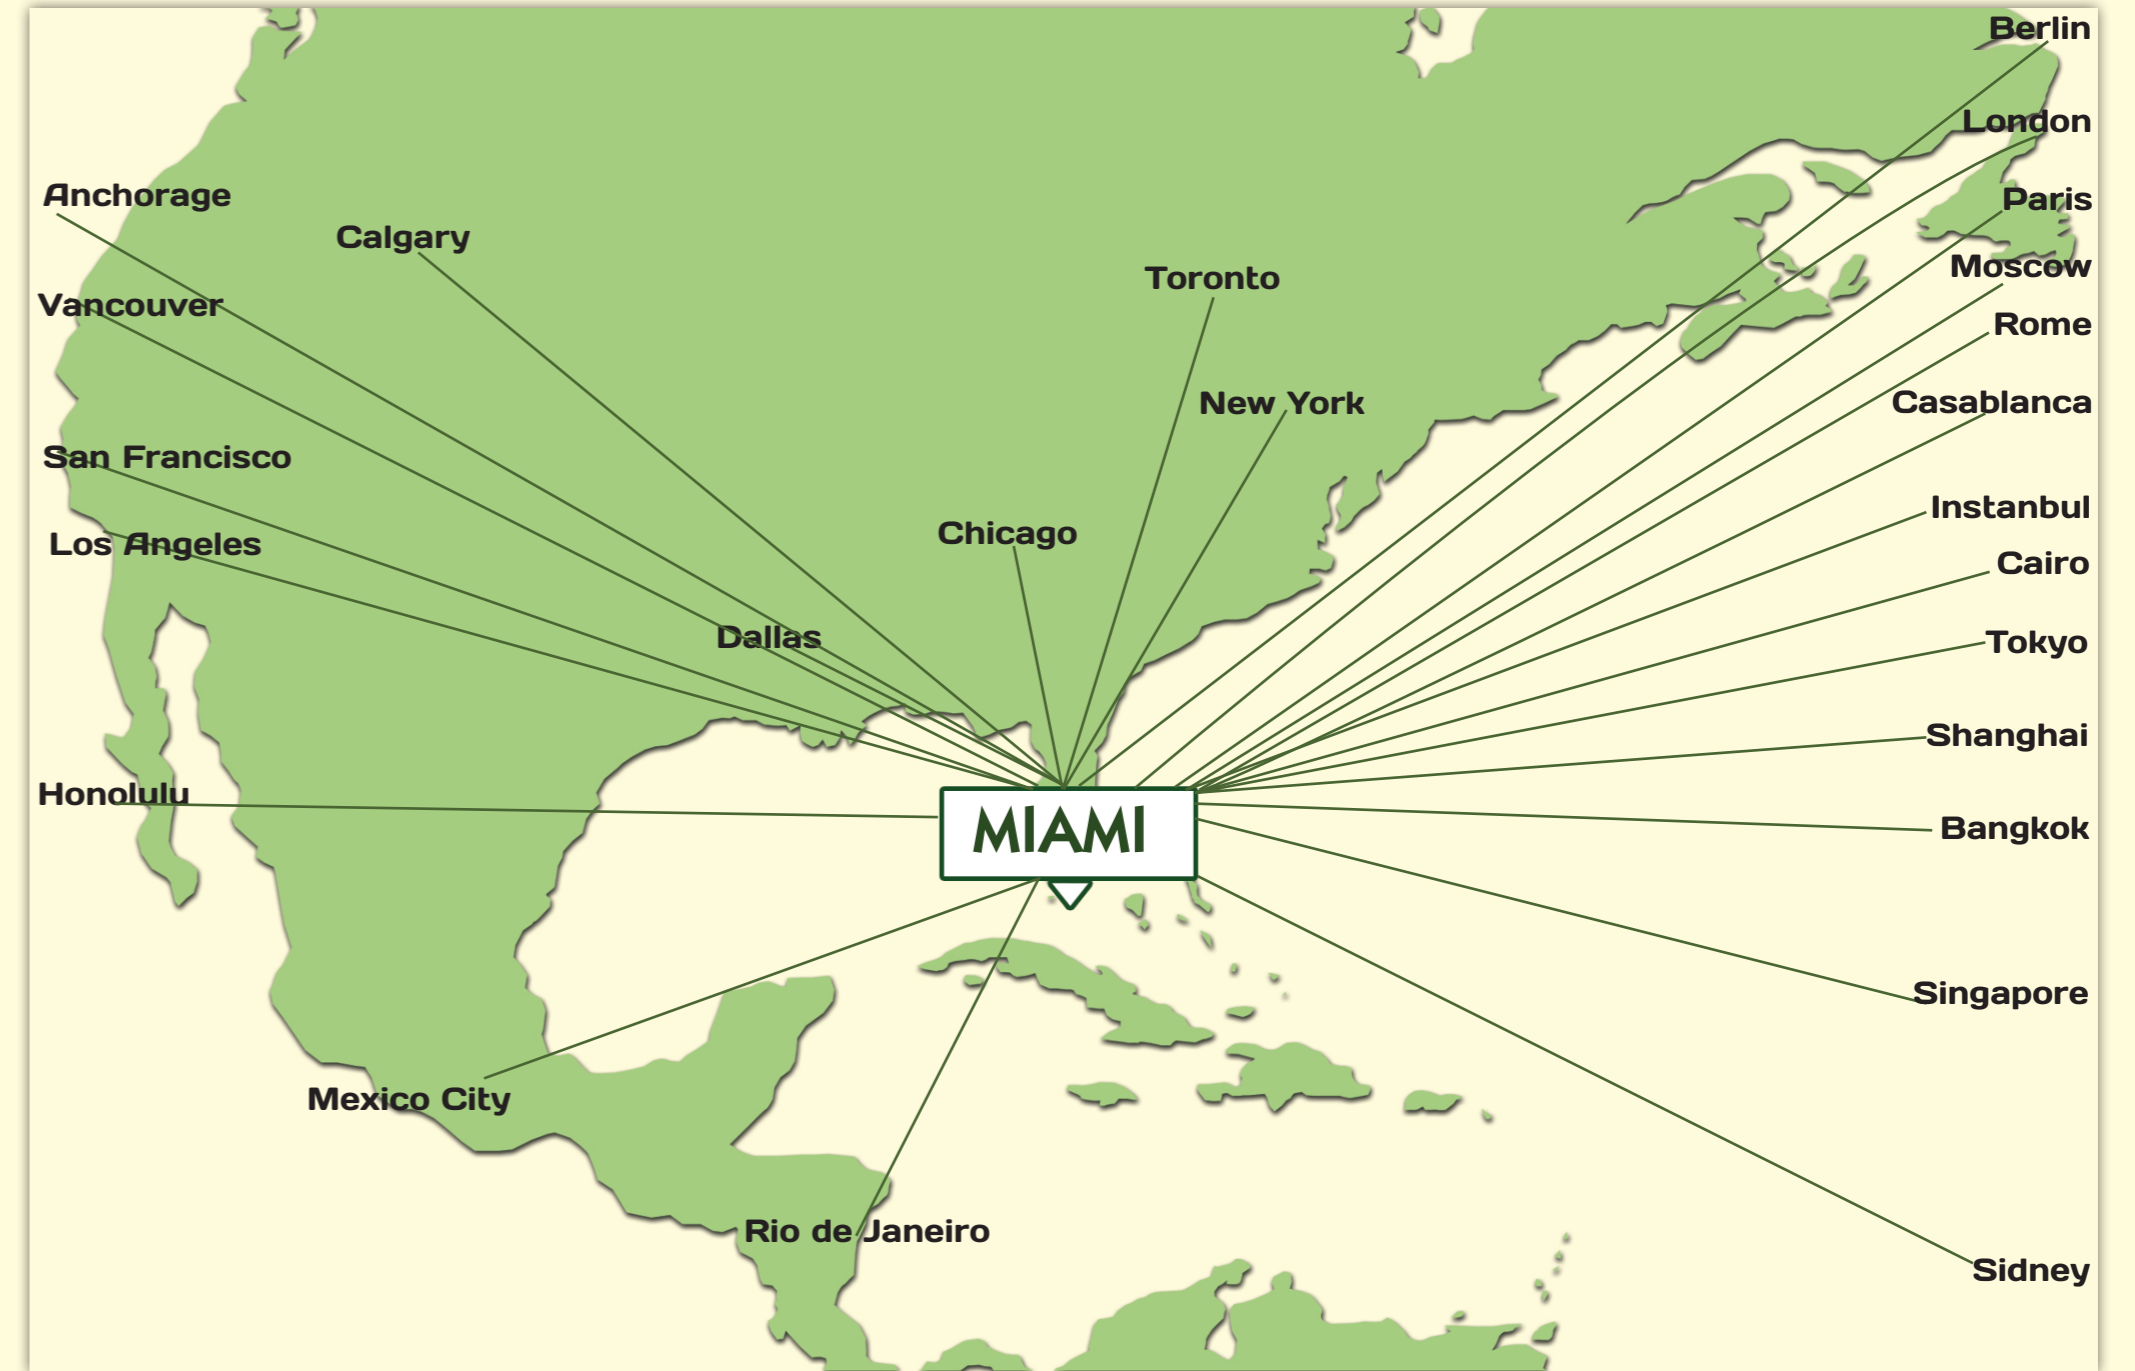 Berlin
London
Anchorage
Paris
Calgary
Moscow
Toronto
Vancouver
Rome
New York
Casablanca
San Francisco
Instanbul
Chicago
Los Angeles
Cairo
Dallas
Tokyo
Shanghai
Honolulu
MIAMI
Bangkok
Singapore
Mexico City
Rio de Janeiro
Sidney